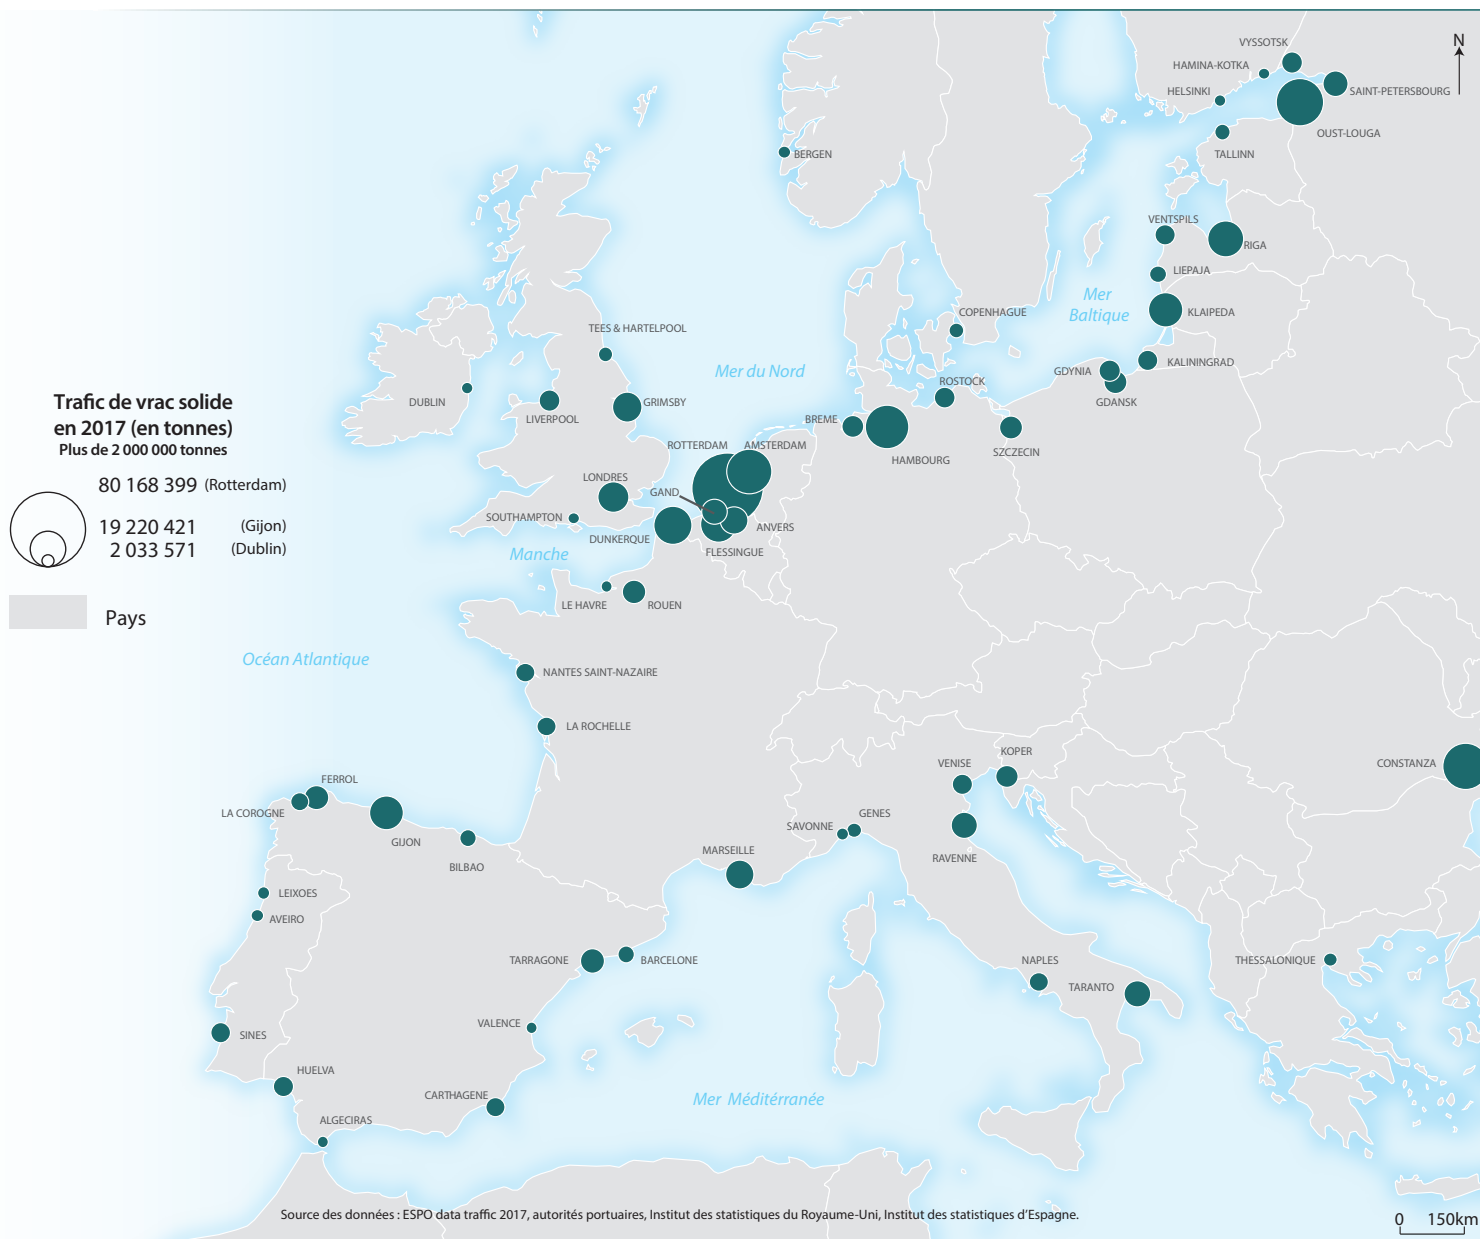 VYSSOTSK
N
HAMINA-KOTKA
HELSINKI
SAINT-PETERSBOURG
OUST-LOUGA
TALLINN
BERGEN
VENTSPILS
RIGA
LIEPAJA
Mer
Baltique
KLAIPEDA
COPENHAGUE
TEES & HARTELPOOL
KALININGRAD
GDYNIA
Mer du Nord
ROSTOCK
GDANSK
Trafic de vrac solide
en 2017 (en tonnes)
Plus de 2 000 000 tonnes
DUBLIN
LIVERPOOL
GRIMSBY
BREME
HAMBOURG
SZCZECIN
ROTTERDAM
AMSTERDAM
80 168 399 (Rotterdam)
LONDRES
GAND
SOUTHAMPTON
19 220 421 (Gijon)
ANVERS
DUNKERQUE
2 033 571 (Dublin)
Manche
FLESSINGUE
LE HAVRE
ROUEN
Pays
Océan Atlantique
NANTES SAINT-NAZAIRE
LA ROCHELLE
KOPER
VENISE
CONSTANZA
FERROL
LA COROGNE
GIJON
BILBAO
SAVONNE
GENES
MARSEILLE
RAVENNE
LEIXOES
AVEIRO
TARRAGONE
BARCELONE
NAPLES
THESSALONIQUE
TARANTO
VALENCE
SINES
HUELVA
CARTHAGENE
Mer Méditérranée
ALGECIRAS
Source des données : ESPO data traffic 2017, autorités portuaires, Institut des statistiques du Royaume-Uni, Institut des statistiques d'Espagne.
0 150km